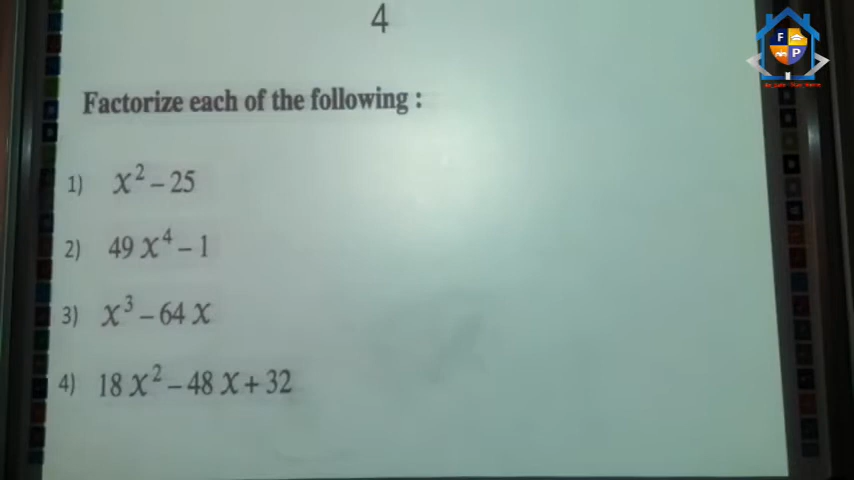 4
F
P
Factorize each of the following :
1) x² – 25
2) 49 x⁴ – 1
3) x³ – 64 x
4) 18 x² – 48 x + 32